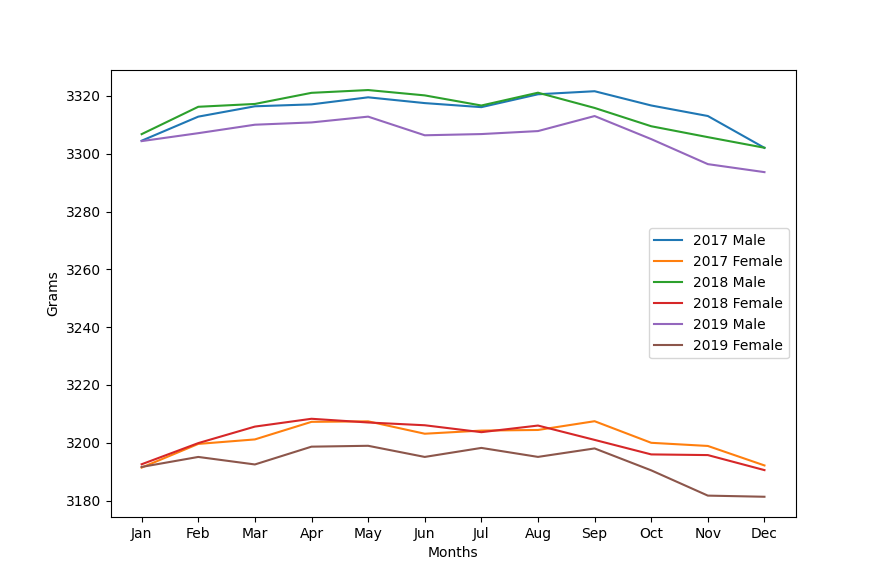 3320
3300
3280
3260
3240
3220
3200
3180
Grams
2017 Male
2017 Female
2018 Male
2018 Female
2019 Male
2019 Female
Jan Feb Mar Apr May Jun Jul Aug Sep Oct Nov Dec
Months